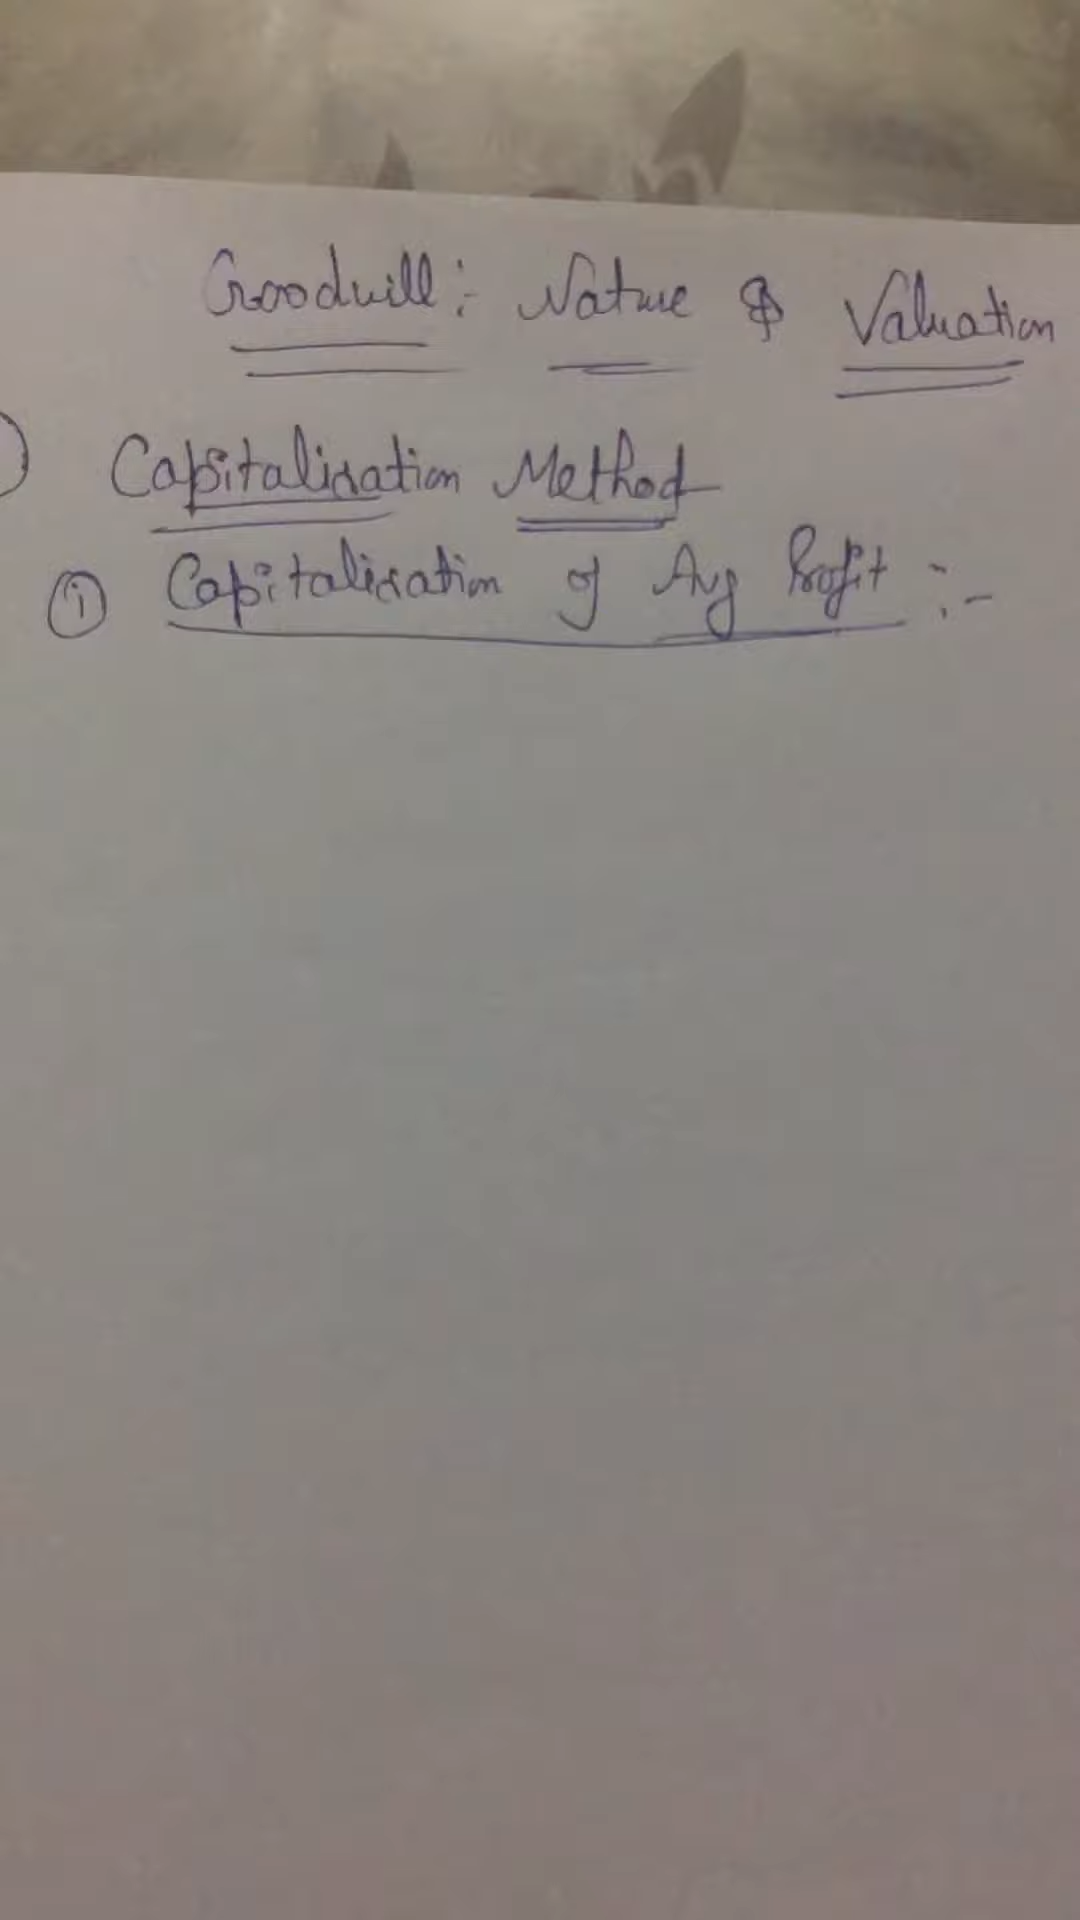 Goodwill : Nature & Valuation
Capitalisation Method
(i) Capitalisation of Avg Profit :-